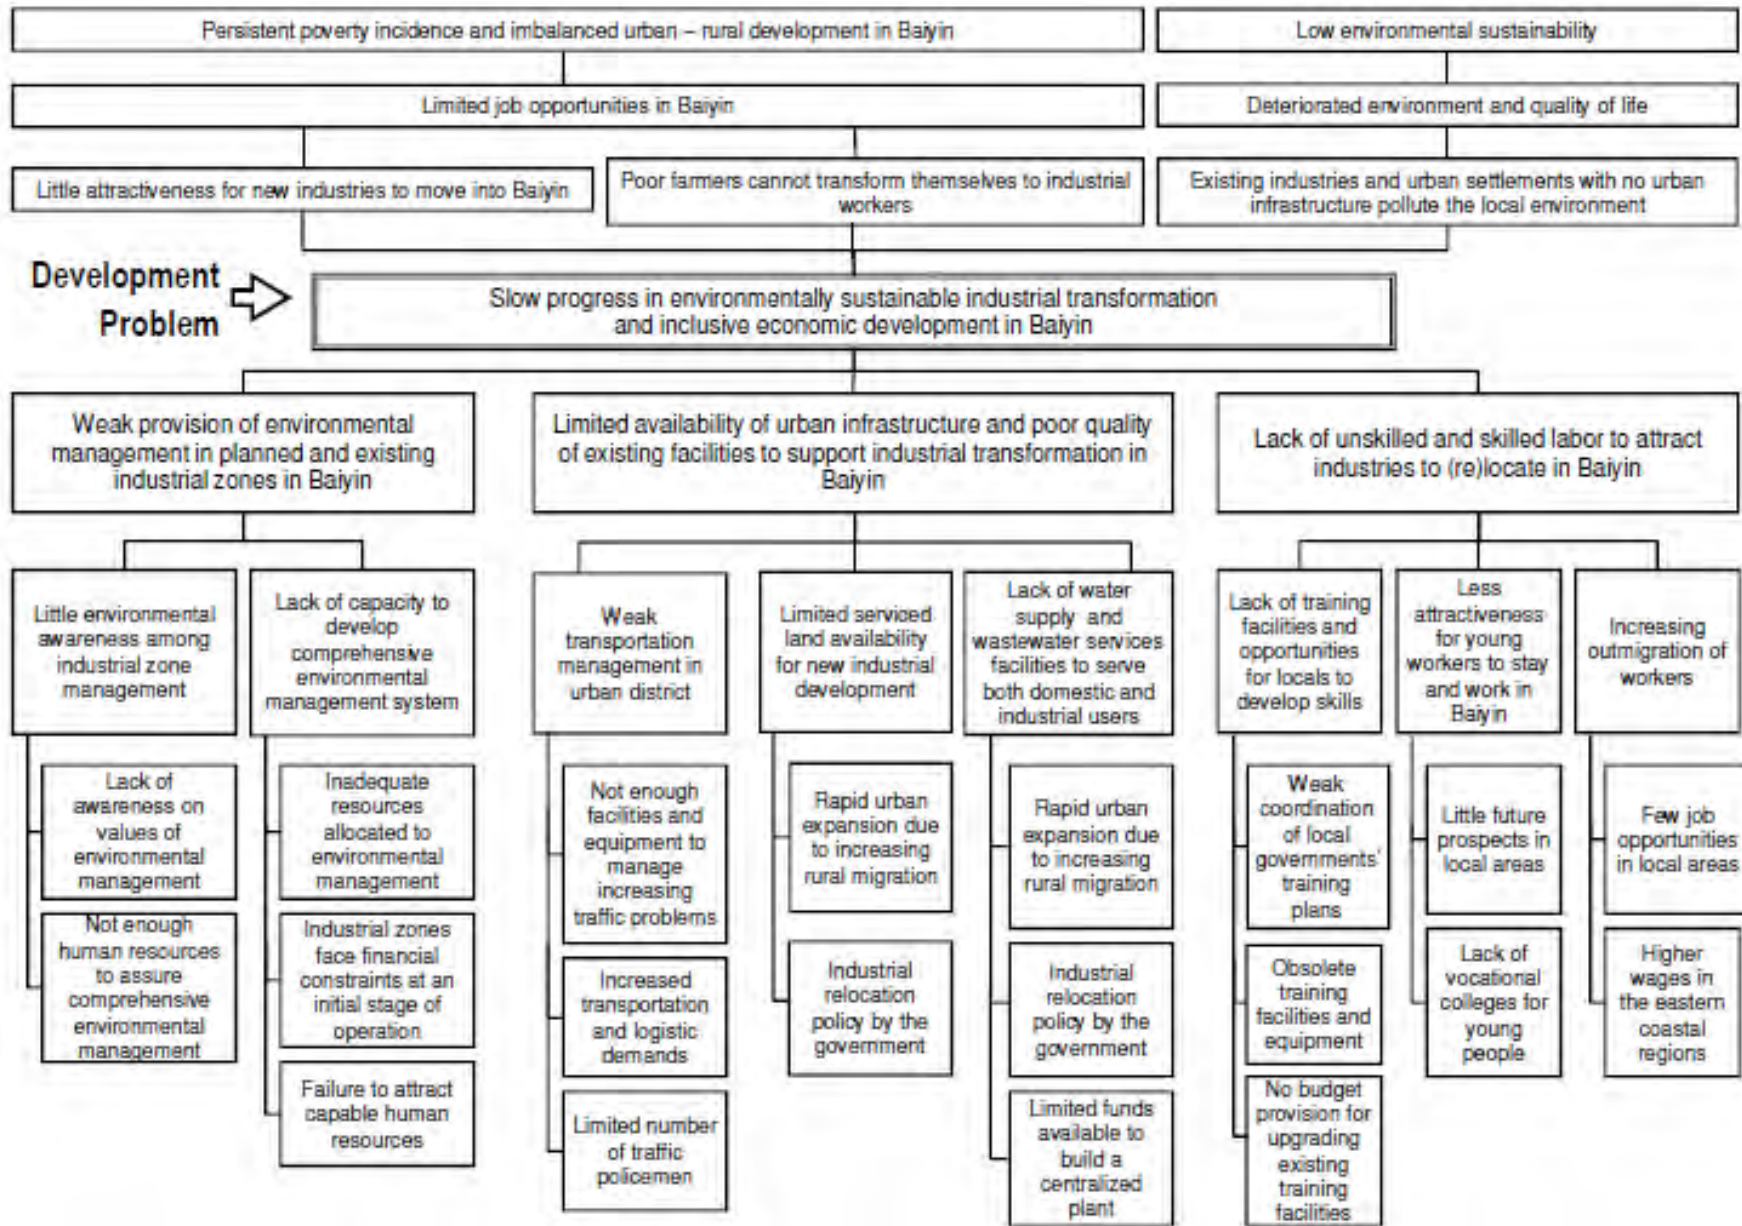 Persistent poverty incidence and imbalanced urban – rural development in Baiyin
Low environmental sustainability
Limited job opportunities in Baiyin
Deteriorated environment and quality of life
Little attractiveness for new industries to move into Baiyin
Poor farmers cannot transform themselves to industrial
workers
Existing industries and urban settlements with no urban
infrastructure pollute the local environment
Development
Problem
Slow progress in environmentally sustainable industrial transformation
and inclusive economic development in Baiyin
Weak provision of environmental
management in planned and existing
industrial zones in Baiyin
Limited availability of urban infrastructure and poor quality
of existing facilities to support industrial transformation in
Baiyin
Lack of unskilled and skilled labor to attract
industries to (re)locate in Baiyin
Little environmental
awareness among
industrial zone
management
Lack of capacity to
develop
comprehensive
environmental
management system
Weak
transportation
management in
urban district
Limited serviced
land availability
for new industrial
development
Lack of water
supply and
wastewater services
facilities to serve
both domestic and
industrial users
Lack of training
facilities and
opportunities
for locals to
develop skills
Less
attractiveness
for young
workers to stay
and work in
Baiyin
Increasing
outmigration of
workers
Lack of
awareness on
values of
environmental
management
Inadequate
resources
allocated to
environmental
management
Not enough
facilities and
equipment to
manage
increasing
traffic problems
Rapid urban
expansion due
to increasing
rural migration
Rapid urban
expansion due
to increasing
rural migration
Weak
coordination
of local
governments'
training
plans
Little future
prospects in
local areas
Few job
opportunities
in local areas
Not enough
human resources
to assure
comprehensive
environmental
management
Industrial zones
face financial
constraints at an
initial stage of
operation
Increased
transportation
and logistic
demands
Industrial
relocation
policy by the
government
Industrial
relocation
policy by the
government
Obsolete
training
facilities and
equipment
Lack of
vocational
colleges for
young
people
Higher
wages in
the eastern
coastal
regions
Failure to attract
capable human
resources
Limited number
of traffic
policemen
Limited funds
available to
build a
centralized
plant
No budget
provision for
upgrading
existing
training
facilities